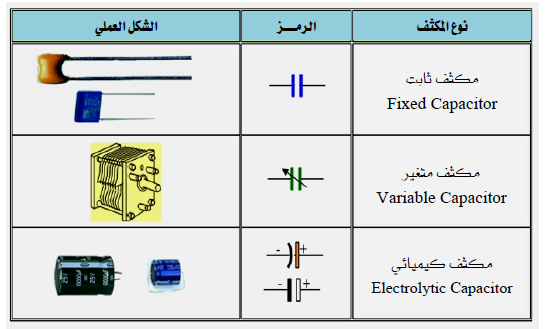 نوع المكثف الرمـــز الشكل العملي
مكثف ثابت
Fixed Capacitor
مكثف متغير
Variable Capacitor
- +
مكثف كيميائي
- +
Electrolytic Capacitor